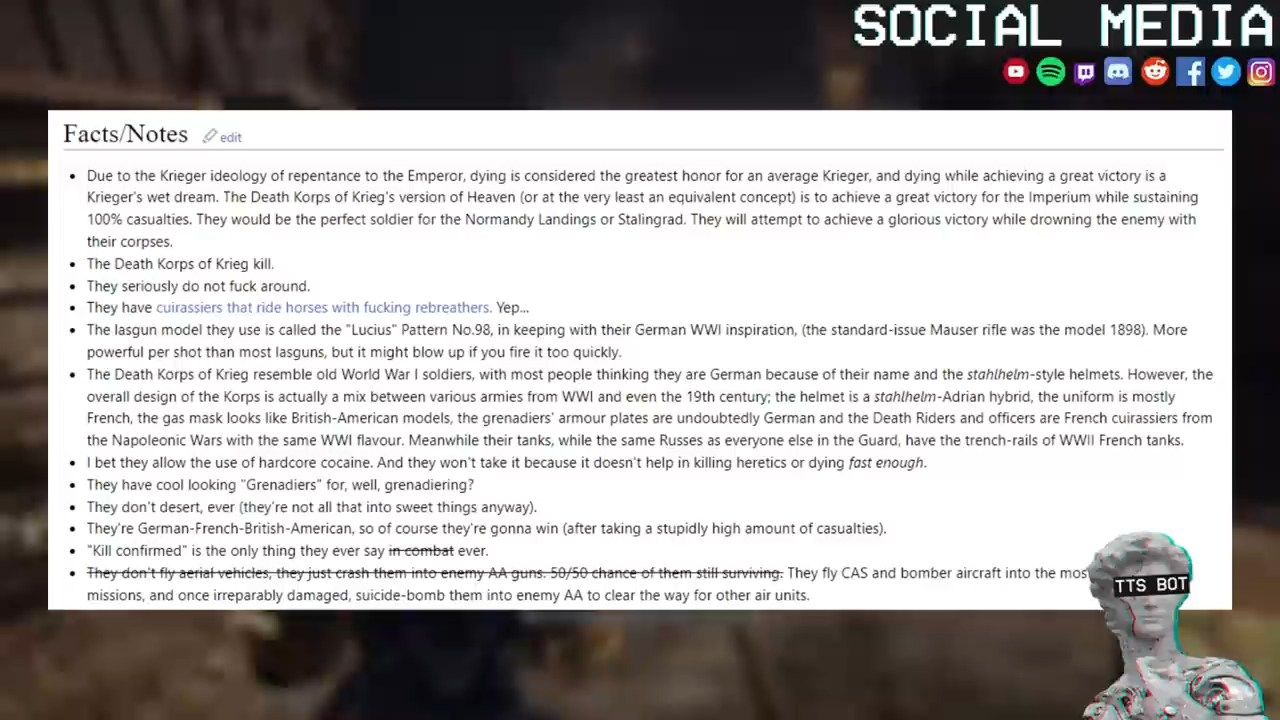 SOCIAL MEDIA
Facts/Notes edit
• Due to the Krieger ideology of repentance to the Emperor, dying is considered the greatest honor for an average Krieger, and dying while achieving a great victory is a
Krieger's wet dream. The Death Korps of Krieg's version of Heaven (or at the very least an equivalent concept) is to achieve a great victory for the Imperium while sustaining
100% casualties. They would be the perfect soldier for the Normandy Landings or Stalingrad. They will attempt to achieve a glorious victory while drowning the enemy with
their corpses.
• The Death Korps of Krieg kill.
• They seriously do not fuck around.
• They have cuirassiers that ride horses with fucking rebreathers. Yep...
• The lasgun model they use is called the "Lucius" Pattern No.98, in keeping with their German WWI inspiration, (the standard-issue Mauser rifle was the model 1898). More
powerful per shot than most lasguns, but it might blow up if you fire it too quickly.
• The Death Korps of Krieg resemble old World War I soldiers, with most people thinking they are German because of their name and the stahlhelm-style helmets. However, the
overall design of the Korps is actually a mix between various armies from WWI and even the 19th century; the helmet is a stahlhelm-Adrian hybrid, the uniform is mostly
French, the gas mask looks like British-American models, the grenadiers' armour plates are undoubtedly German and the Death Riders and officers are French cuirassiers from
the Napoleonic Wars with the same WWI flavour. Meanwhile their tanks, while the same Russes as everyone else in the Guard, have the trench-rails of WWII French tanks.
• I bet they allow the use of hardcore cocaine. And they won't take it because it doesn't help in killing heretics or dying fast enough.
• They have cool looking "Grenadiers" for, well, grenadiering?
• They don't desert, ever (they're not all that into sweet things anyway).
• They're German-French-British-American, so of course they're gonna win (after taking a stupidly high amount of casualties).
• "Kill confirmed" is the only thing they ever say in combat ever.
• They don't fly aerial vehicles, they just crash them into enemy AA guns. 50/50 chance of them still surviving. They fly CAS and bomber aircraft into the most
missions, and once irreparably damaged, suicide-bomb them into enemy AA to clear the way for other air units.
TTS BOT